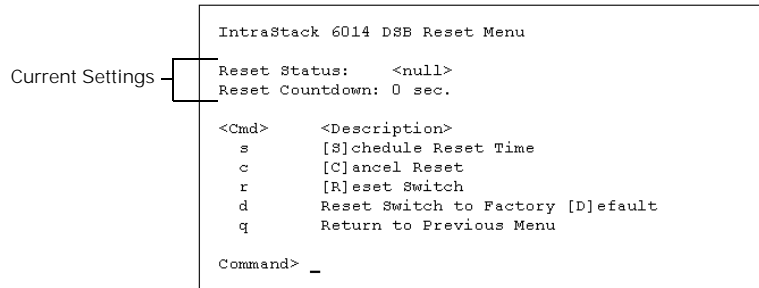 IntraStack 6014 DSB Reset Menu
Current Settings
Reset Status: <null>
Reset Countdown: 0 sec.
<Cmd> <Description>
s [S]chedule Reset Time
c [C]ancel Reset
r [R]eset Switch
d Reset Switch to Factory [D]efault
q Return to Previous Menu
Command> _